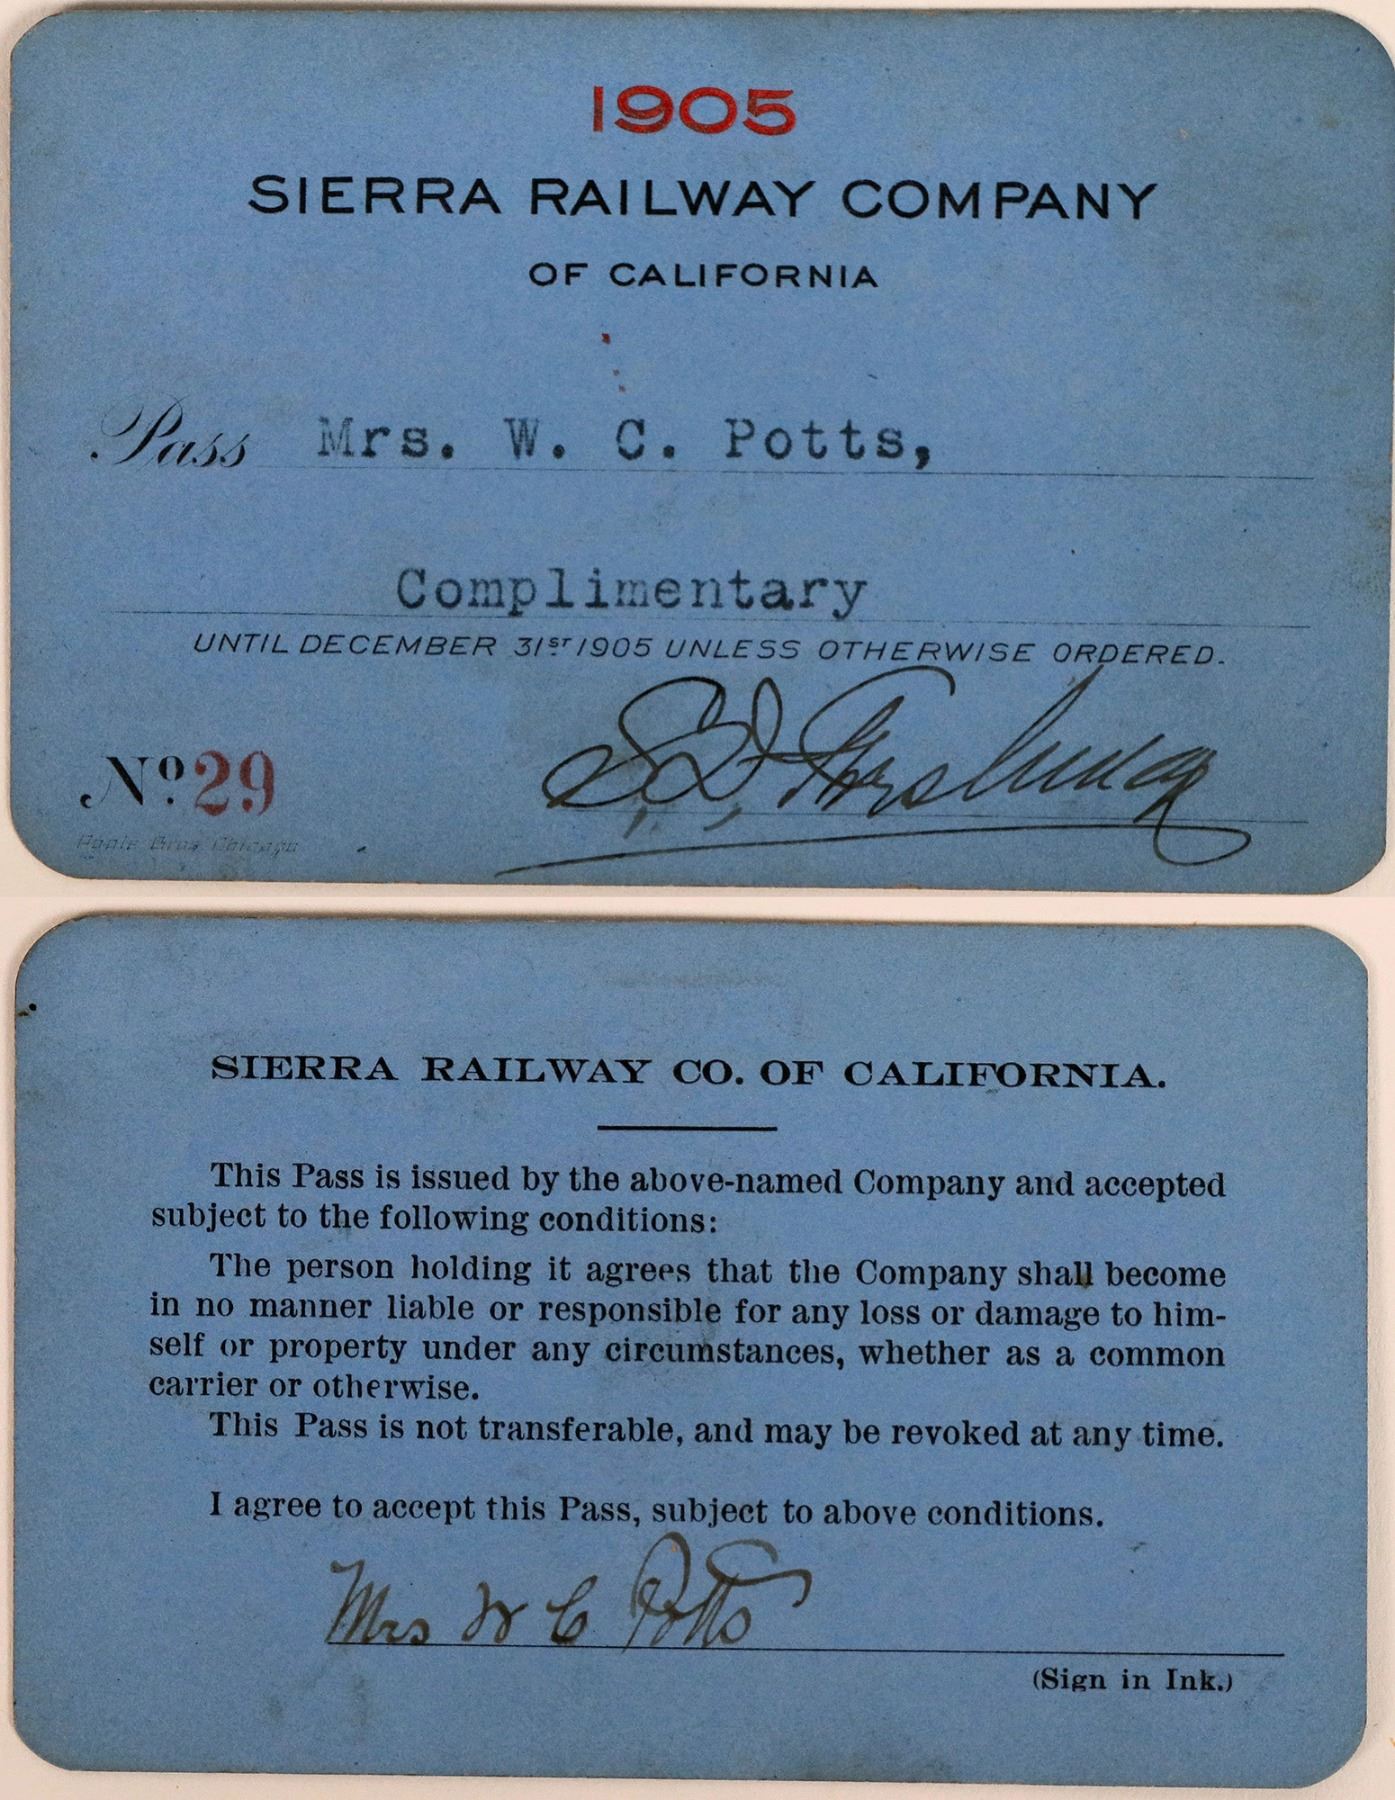 1905
SIERRA RAILWAY COMPANY
OF CALIFORNIA
Pass Mrs. W. C. Potts,
Complimentary
UNTIL DECEMBER 31ST 1905 UNLESS OTHERWISE ORDERED.
No. 29
Poole Bros Chicago
SIERRA RAILWAY CO. OF CALIFORNIA.
This Pass is issued by the above-named Company and accepted
subject to the following conditions:
The person holding it agrees that the Company shall become
in no manner liable or responsible for any loss or damage to him-
self or property under any circumstances, whether as a common
carrier or otherwise.
This Pass is not transferable, and may be revoked at any time.
I agree to accept this Pass, subject to above conditions.
Mrs W C Potts
(Sign in Ink.)